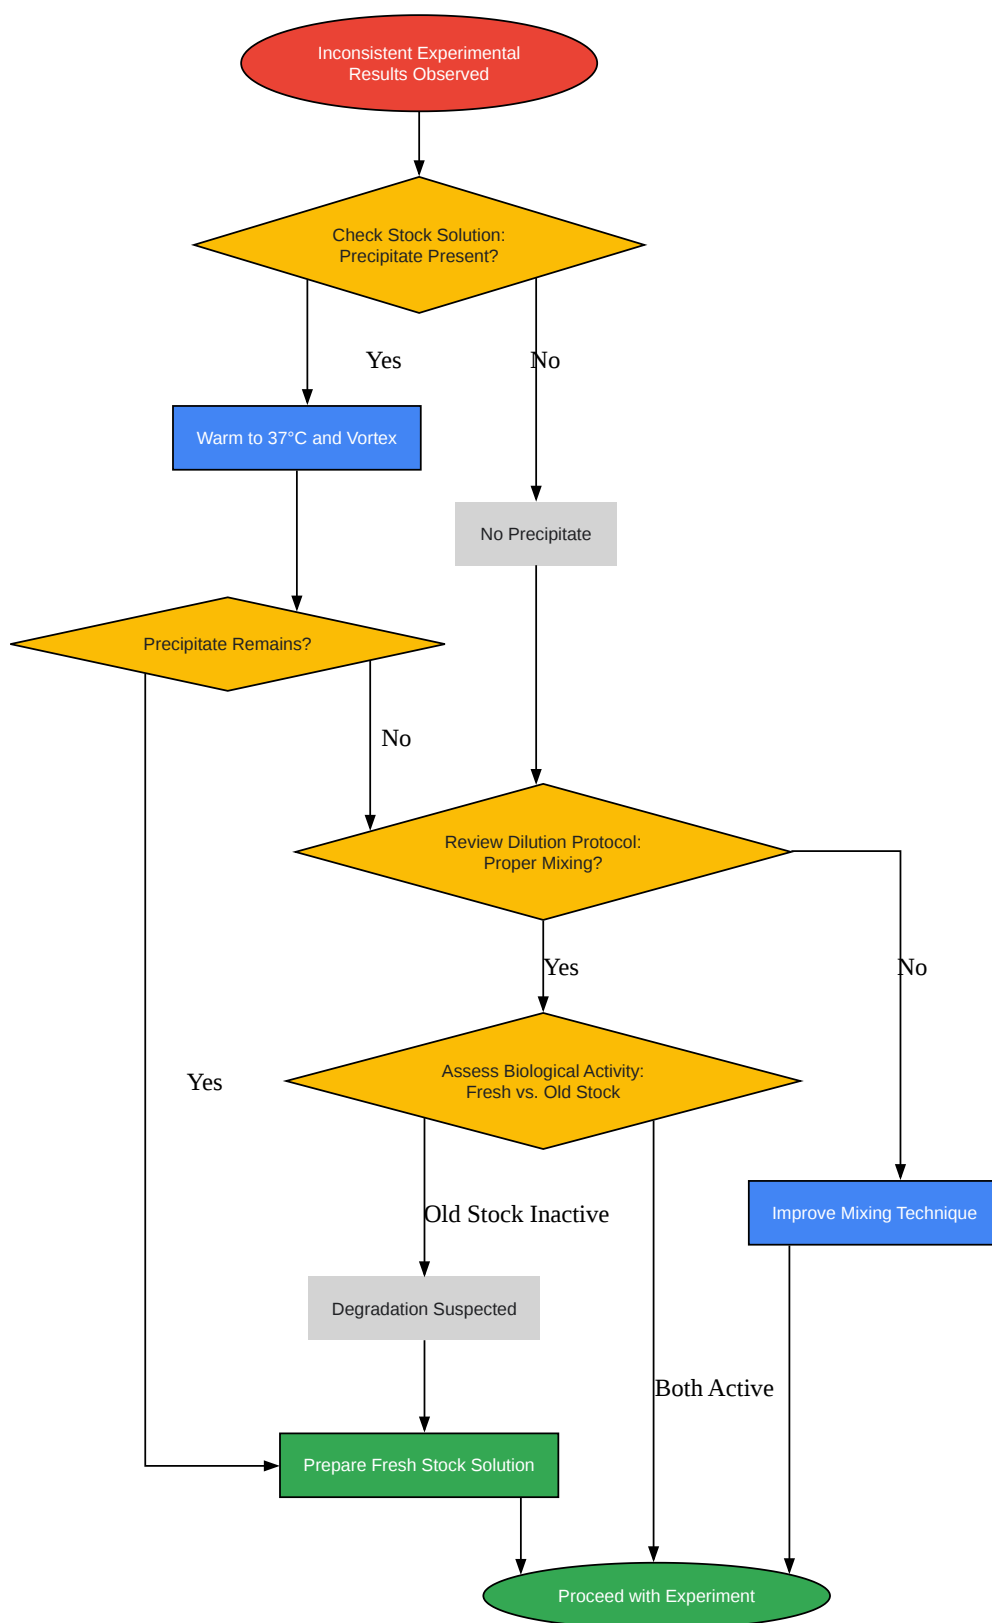 Inconsistent Experimental
Results Observed
Check Stock Solution:
Precipitate Present?
Yes
No
Warm to 37°C and Vortex
No Precipitate
Precipitate Remains?
No
Review Dilution Protocol:
Proper Mixing?
Yes
No
Assess Biological Activity:
Fresh vs. Old Stock
Yes
Old Stock Inactive
Improve Mixing Technique
Degradation Suspected
Both Active
Prepare Fresh Stock Solution
Proceed with Experiment